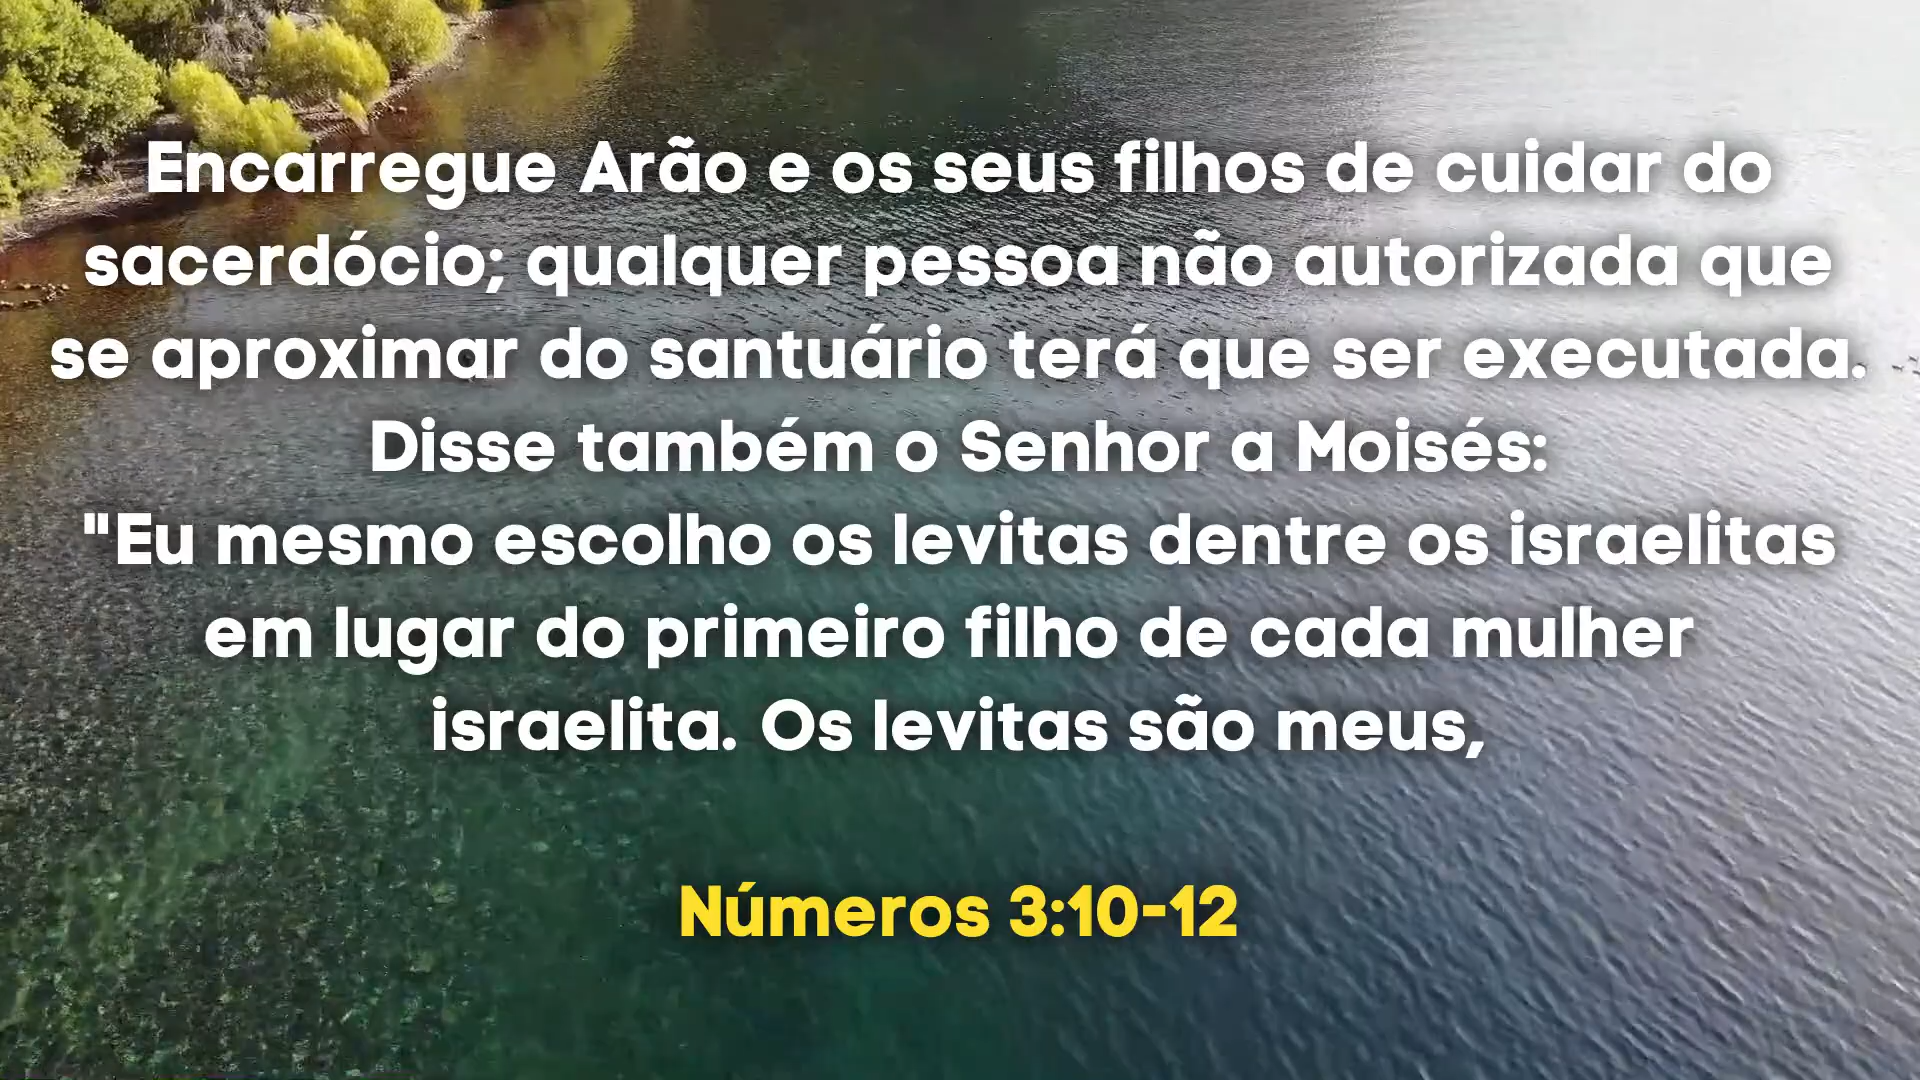 Encarregue Arão e os seus filhos de cuidar do
sacerdócio; qualquer pessoa não autorizada que
se aproximar do santuário terá que ser executada.
Disse também o Senhor a Moisés:
"Eu mesmo escolho os levitas dentre os israelitas
em lugar do primeiro filho de cada mulher
israelita. Os levitas são meus,
Números 3:10-12